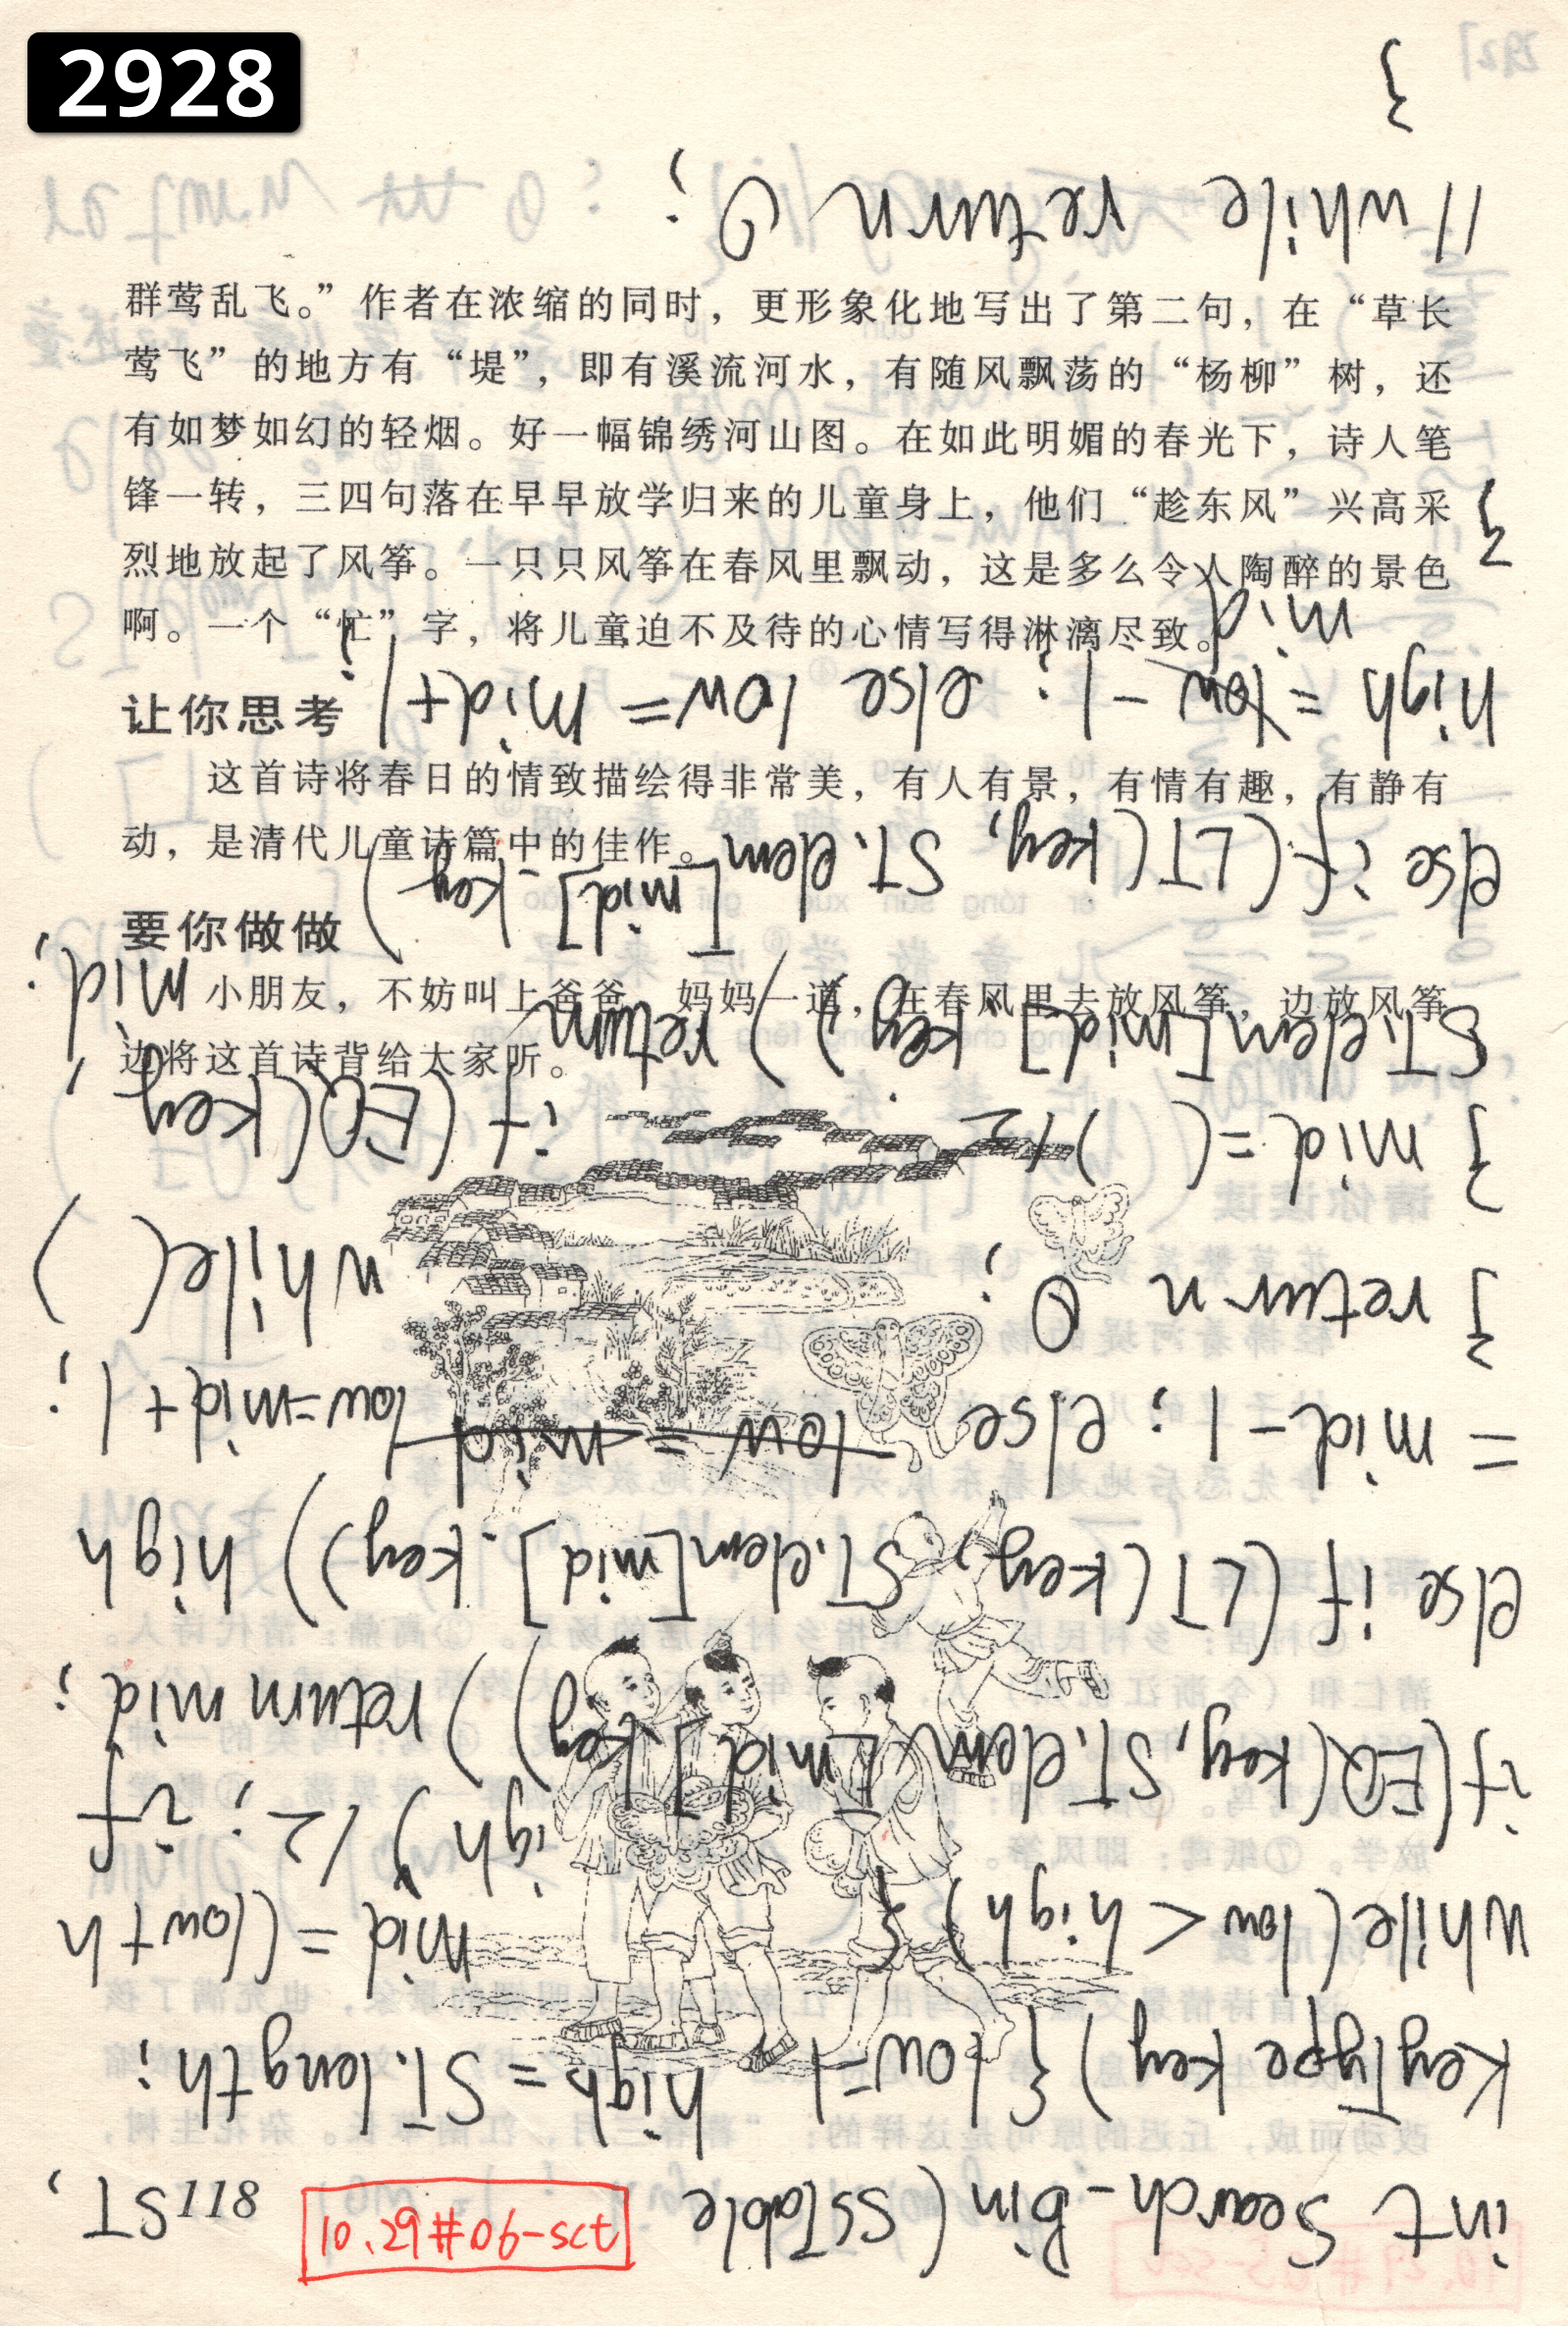 2928
群莺乱飞。”作者在浓缩的同时，更形象化地写出了第二句，在“草长
莺飞”的地方有“堤”，即有溪流河水，有随风飘荡的“杨柳”树，还
有如梦如幻的轻烟。好一幅锦绣河山图。在如此明媚的春光下，诗人笔
锋一转，三四句落在早早放学归来的儿童身上，他们“趁东风”兴高采
烈地放起了风筝。一只只风筝在春风里飘动，这是多么令人陶醉的景色
啊。一个“忙”字，将儿童迫不及待的心情写得淋漓尽致。
让你思考
这首诗将春日的情致描绘得非常美，有人有景，有情有趣，有静有
动，是清代儿童诗篇中的佳作。
要你做做
小朋友，不妨叫上爸爸、妈妈一道，在春风里去放风筝，边放风筝
边将这首诗背给大家听。
118
10.29#06-sct
int Search-Bin(SSTable ST,
KeyType key){ low=1 high=ST.length;
while(low<high){ mid=(low+h
igh)/2; if
if(EQ(key,ST.elem[mid].key)) return mid;
else if(LT(key,ST.elem[mid].key)) high
=mid-1; else low=mid+1;
} return 0; while( )
} mid=( )/2 if(EQ(key,
ST.elem[mid].key)) return mid;
else if(LT(key, ST.elem[mid].key)
high = mid -1; else low=mid+1;
}
//while return 0;
}